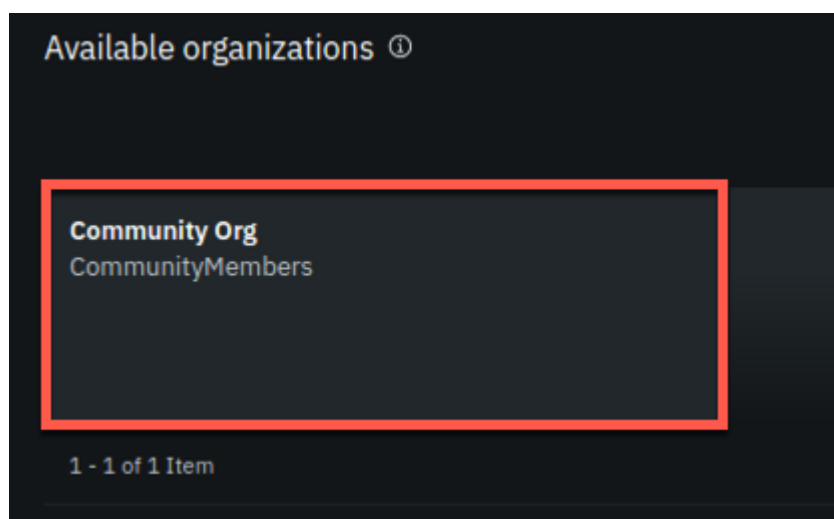 Available organizations
Community Org
CommunityMembers
1 - 1 of 1 Item